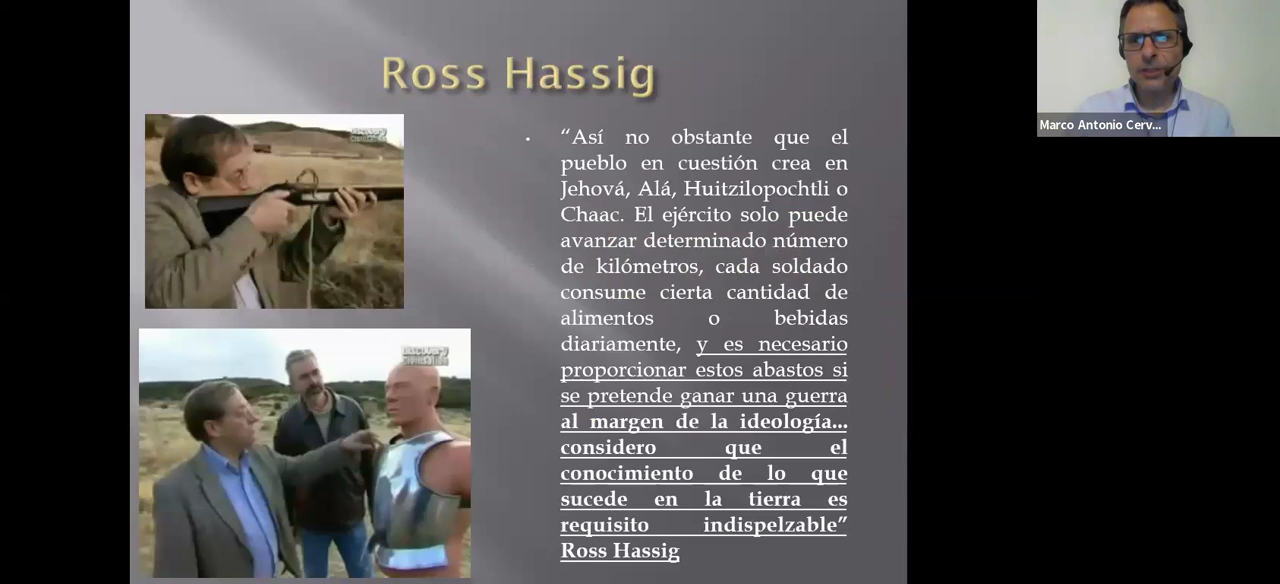 Ross Hassig
Discovery
Civilisation
• “Así no obstante que el
pueblo en cuestión crea en
Jehová, Alá, Huitzilopochtli o
Chaac. El ejército solo puede
avanzar determinado número
de kilómetros, cada soldado
consume cierta cantidad de
alimentos o bebidas
diariamente, y es necesario
proporcionar estos abastos si
se pretende ganar una guerra
al margen de la ideología...
considero que el
conocimiento de lo que
sucede en la tierra es
requisito indispelzable”
Ross Hassig
Marco Antonio Cerv...